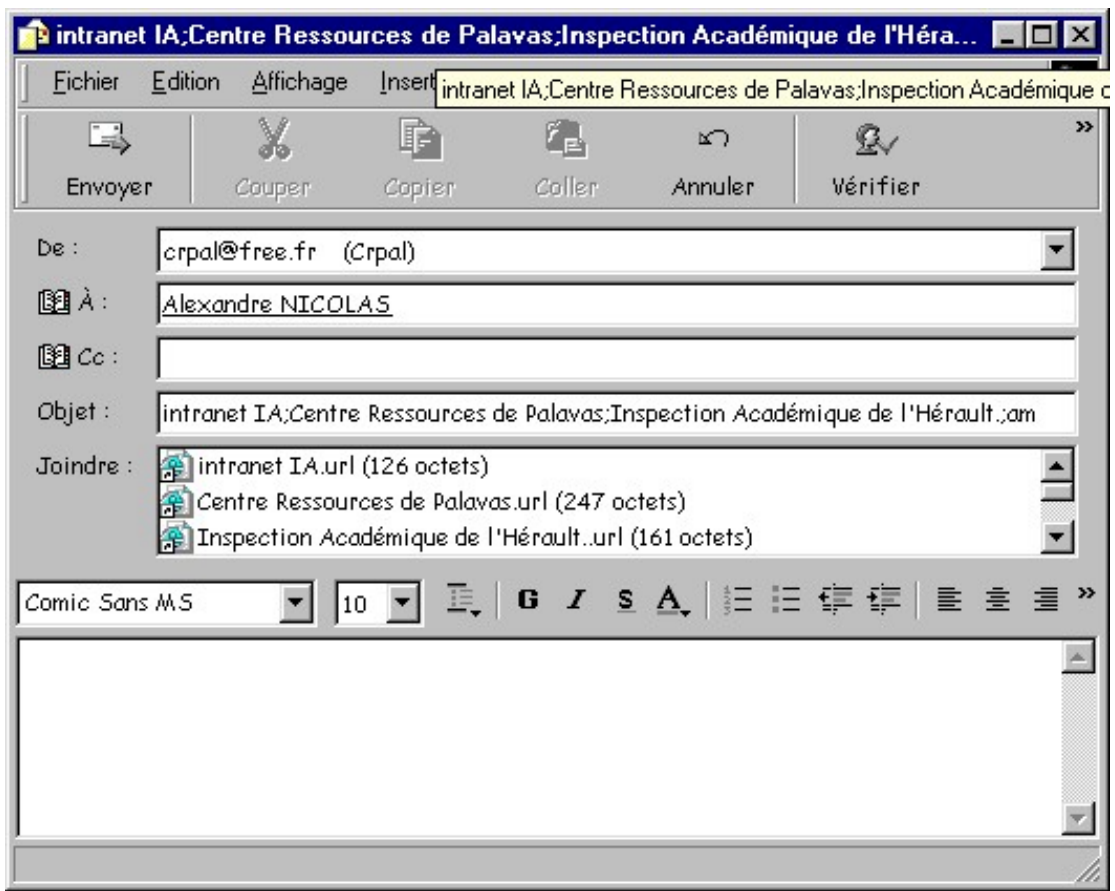 intranet IA;Centre Ressources de Palavas;Inspection Académique de l'Héra...
Fichier Edition Affichage Insert
intranet IA;Centre Ressources de Palavas;Inspection Académique
Envoyer Couper Copier Coller Annuler Vérifier »
De : crpal@free.fr (Crpal)
À : Alexandre NICOLAS
Cc :
Objet : intranet IA;Centre Ressources de Palavas;Inspection Académique de l'Hérault.;am
Joindre : intranet IA.url (126 octets)
Centre Ressources de Palavas.url (247 octets)
Inspection Académique de l'Hérault..url (161 octets)
Comic Sans MS 10 G I S A »